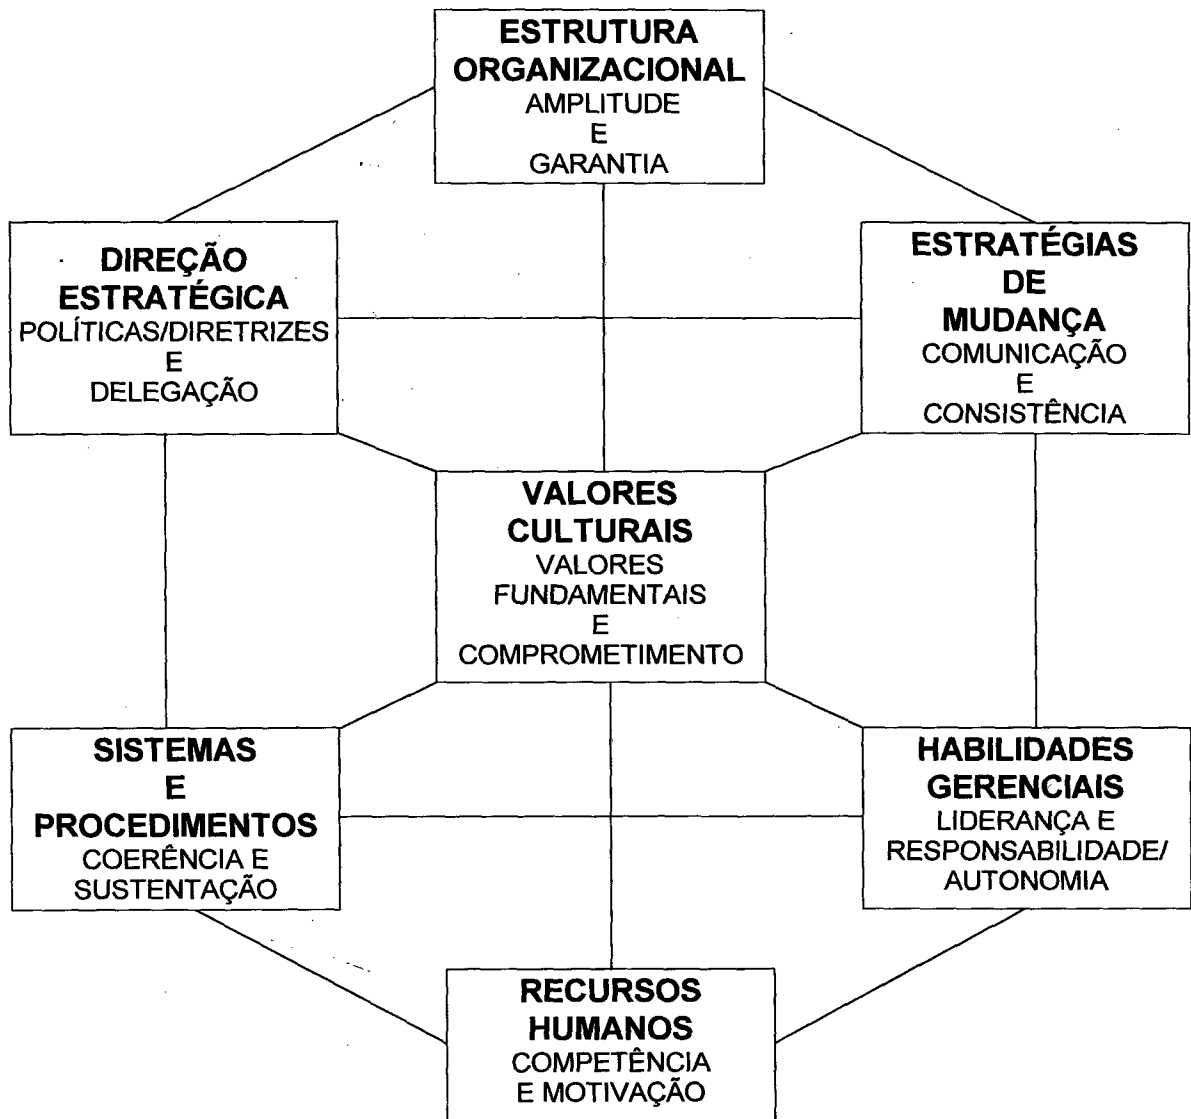 ESTRUTURA
ORGANIZACIONAL
AMPLITUDE
E
GARANTIA
DIREÇÃO
ESTRATÉGICA
POLÍTICAS/DIRETRIZES
E
DELEGAÇÃO
ESTRATÉGIAS
DE
MUDANÇA
COMUNICAÇÃO
E
CONSISTÊNCIA
VALORES
CULTURAIS
VALORES
FUNDAMENTAIS
E
COMPROMETIMENTO
SISTEMAS
E
PROCEDIMENTOS
COERÊNCIA E
SUSTENTAÇÃO
HABILIDADES
GERENCIAIS
LIDERANÇA E
RESPONSABILIDADE/
AUTONOMIA
RECURSOS
HUMANOS
COMPETÊNCIA
E MOTIVAÇÃO